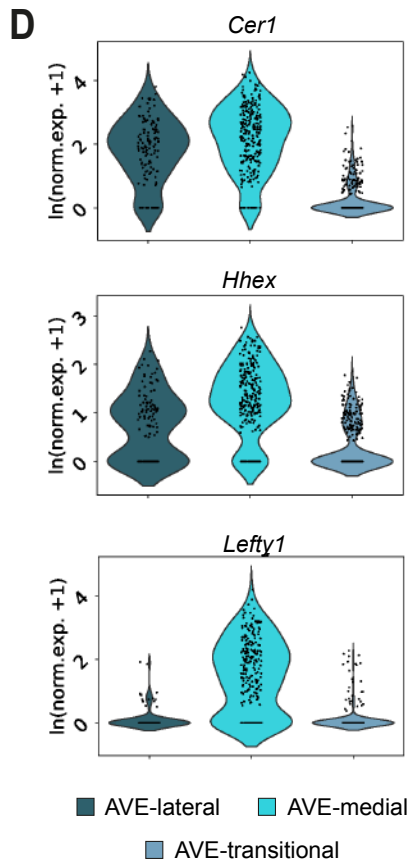 D
Cer1
ln(norm.exp. +1)
4
2
0
Hhex
ln(norm.exp. +1)
3
2
1
0
Lefty1
ln(norm.exp. +1)
4
2
0
AVE-lateral
AVE-medial
AVE-transitional